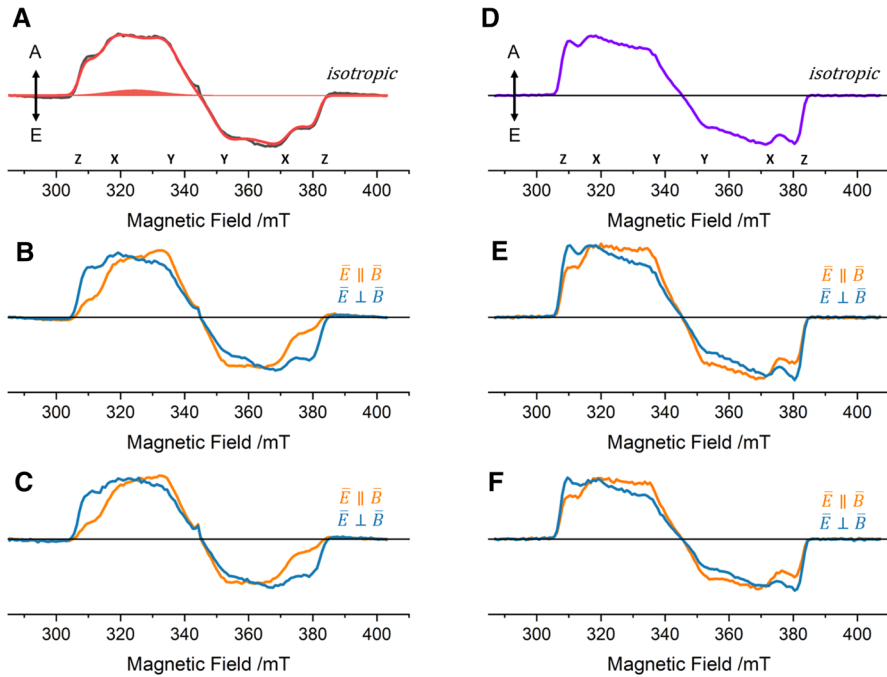 A
A
E
isotropic
Z X Y Y X Z
300 320 340 360 380 400
Magnetic Field /mT
D
A
E
isotropic
Z X Y Y X Z
300 320 340 360 380 400
Magnetic Field /mT
B
Ē ∥ B̄
Ē ⊥ B̄
300 320 340 360 380 400
Magnetic Field /mT
E
Ē ∥ B̄
Ē ⊥ B̄
300 320 340 360 380 400
Magnetic Field /mT
C
Ē ∥ B̄
Ē ⊥ B̄
300 320 340 360 380 400
Magnetic Field /mT
F
Ē ∥ B̄
Ē ⊥ B̄
300 320 340 360 380 400
Magnetic Field /mT